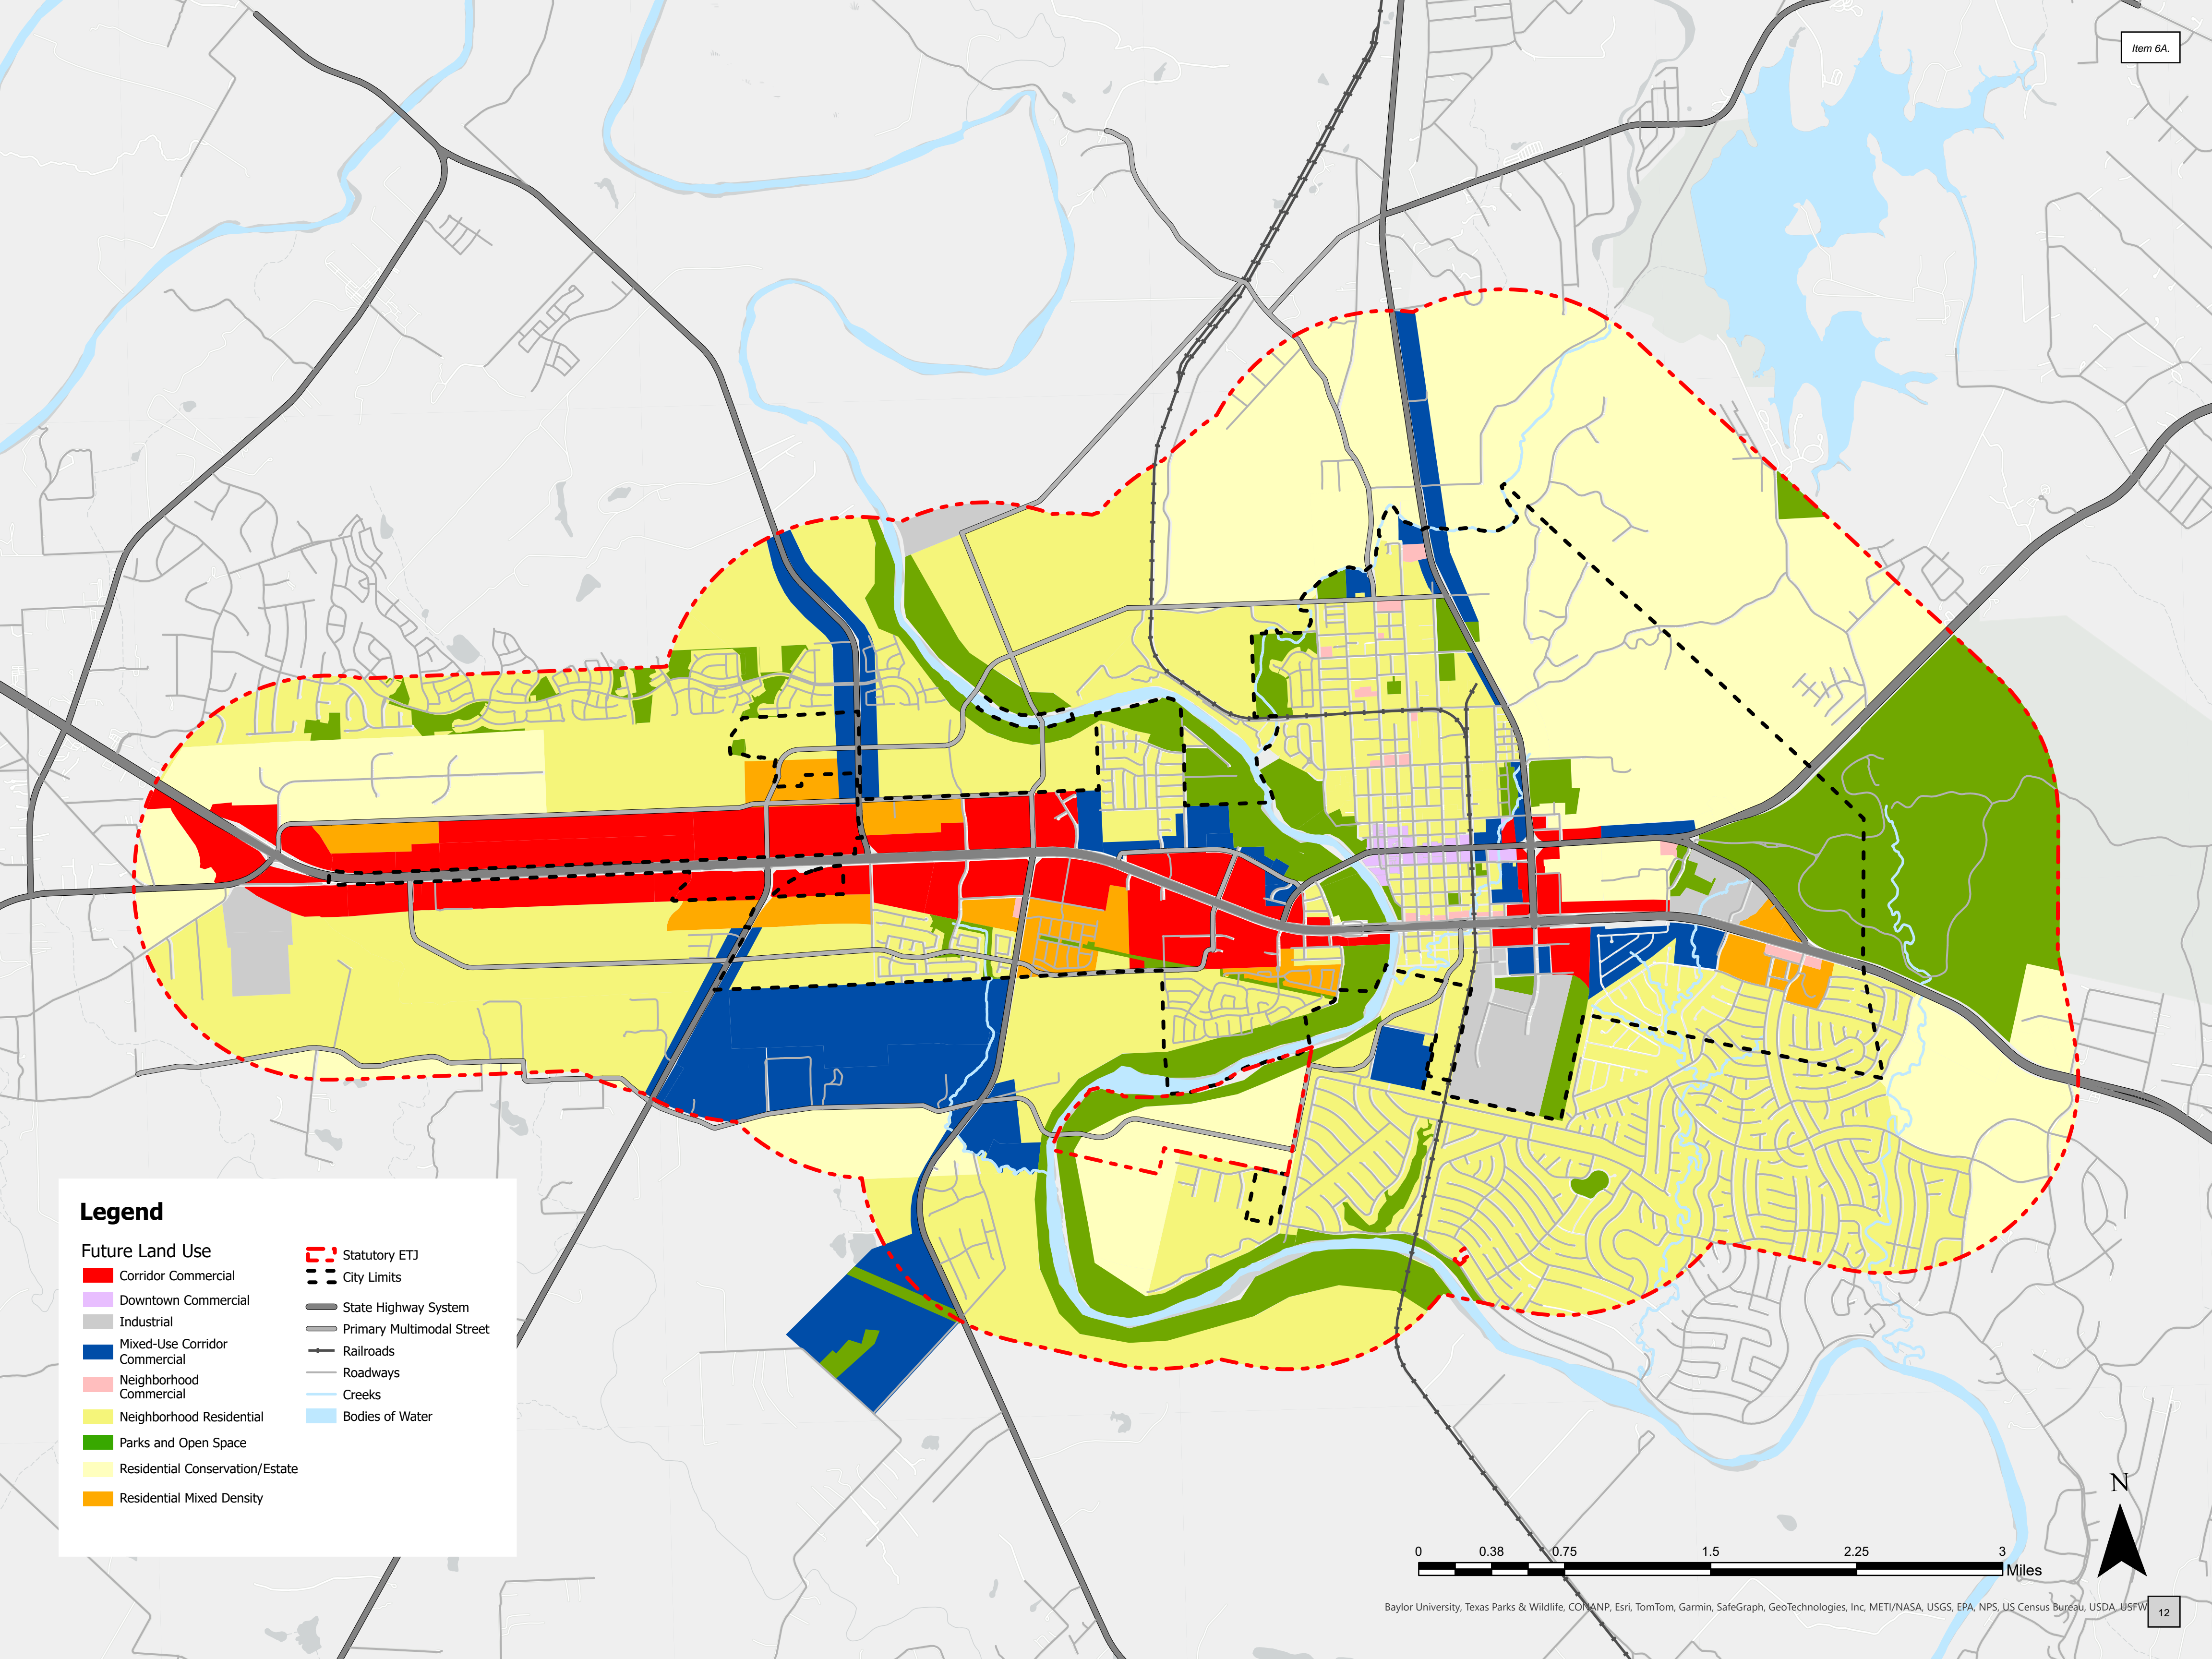 Item 6A.
Legend
Future Land Use
Corridor Commercial
Downtown Commercial
Industrial
Mixed-Use Corridor
Commercial
Neighborhood
Commercial
Neighborhood Residential
Parks and Open Space
Residential Conservation/Estate
Residential Mixed Density
Statutory ETJ
City Limits
State Highway System
Primary Multimodal Street
Railroads
Roadways
Creeks
Bodies of Water
N
0 0.38 0.75 1.5 2.25 3
Miles
Baylor University, Texas Parks & Wildlife, CONANP, Esri, TomTom, Garmin, SafeGraph, GeoTechnologies, Inc, METI/NASA, USGS, EPA, NPS, US Census Bureau, USDA, USFW
12